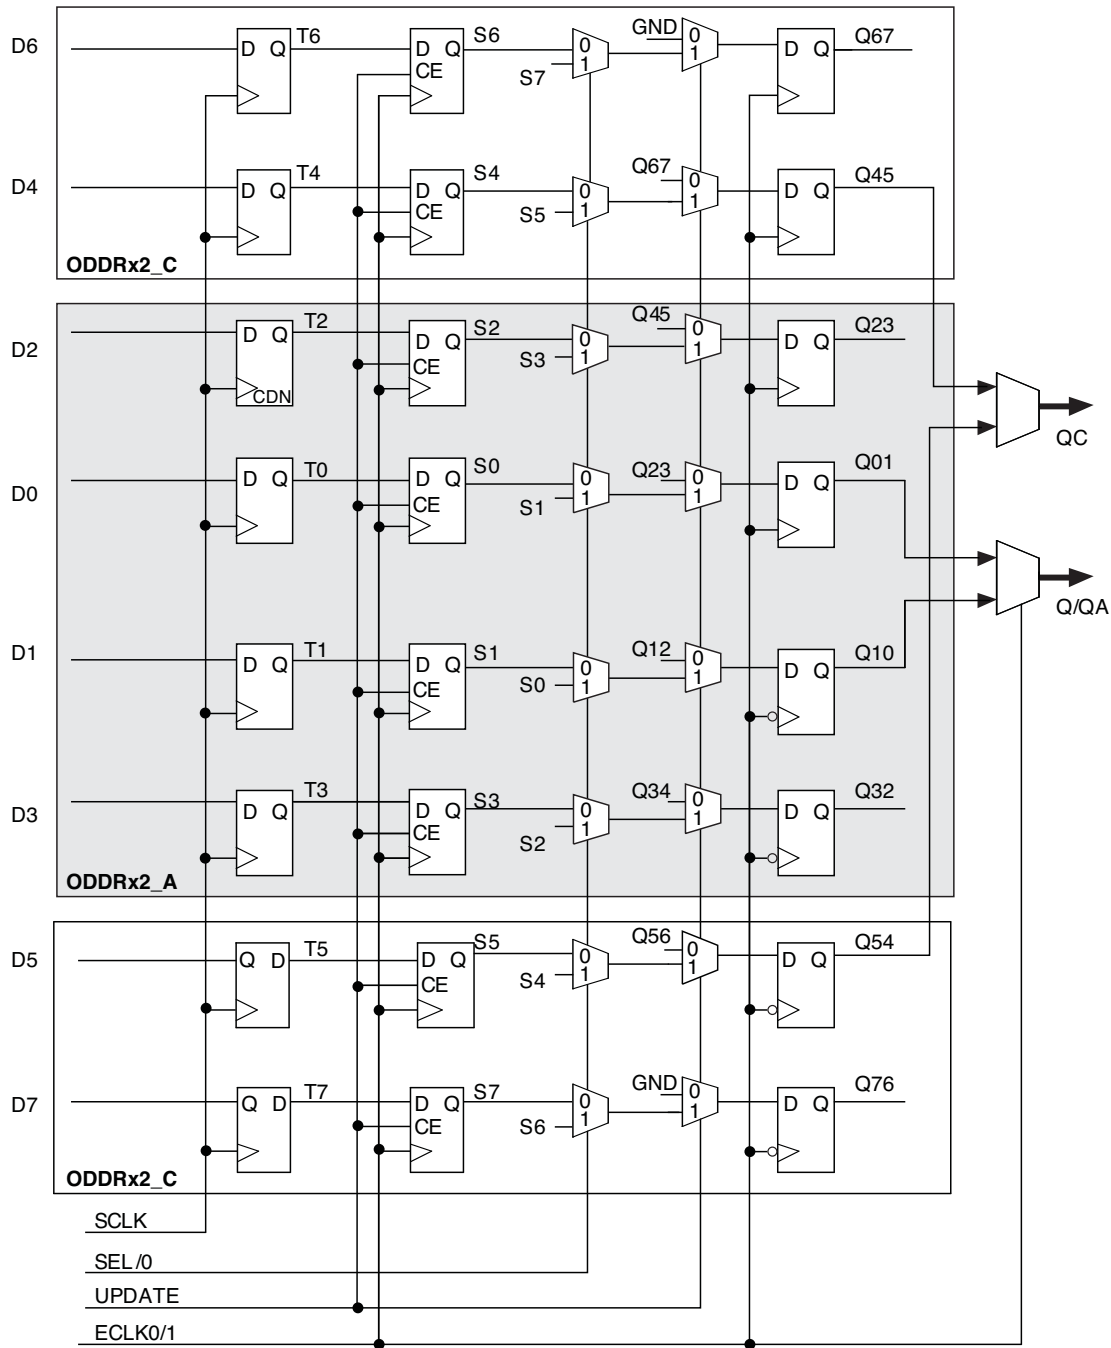 D6 D Q T6 D Q CE S6 0 1 S7 GND 0 1 D Q Q67
D4 D Q T4 D Q CE S4 0 1 S5 Q67 0 1 D Q Q45
ODDRx2_C
D2 D Q CDN T2 D Q CE S2 0 1 S3 Q45 0 1 D Q Q23
QC
D0 D Q T0 D Q CE S0 0 1 S1 Q23 0 1 D Q Q01
Q/QA
D1 D Q T1 D Q CE S1 0 1 S0 Q12 0 1 D Q Q10
D3 D Q T3 D Q CE S3 0 1 S2 Q34 0 1 D Q Q32
ODDRx2_A
D5 Q D T5 D Q CE S5 0 1 S4 Q56 0 1 D Q Q54
D7 Q D T7 D Q CE S7 0 1 S6 GND 0 1 D Q Q76
ODDRx2_C
SCLK
SEL/0
UPDATE
ECLK0/1